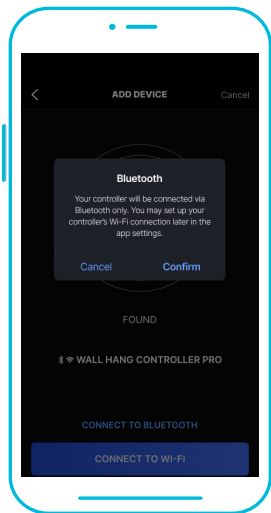 ADD DEVICE Cancel
Bluetooth
Your controller will be connected via
Bluetooth only. You may set up your
controller's Wi-Fi connection later in the
app settings.
Cancel Confirm
FOUND
WALL HANG CONTROLLER PRO
CONNECT TO BLUETOOTH
CONNECT TO WI-FI